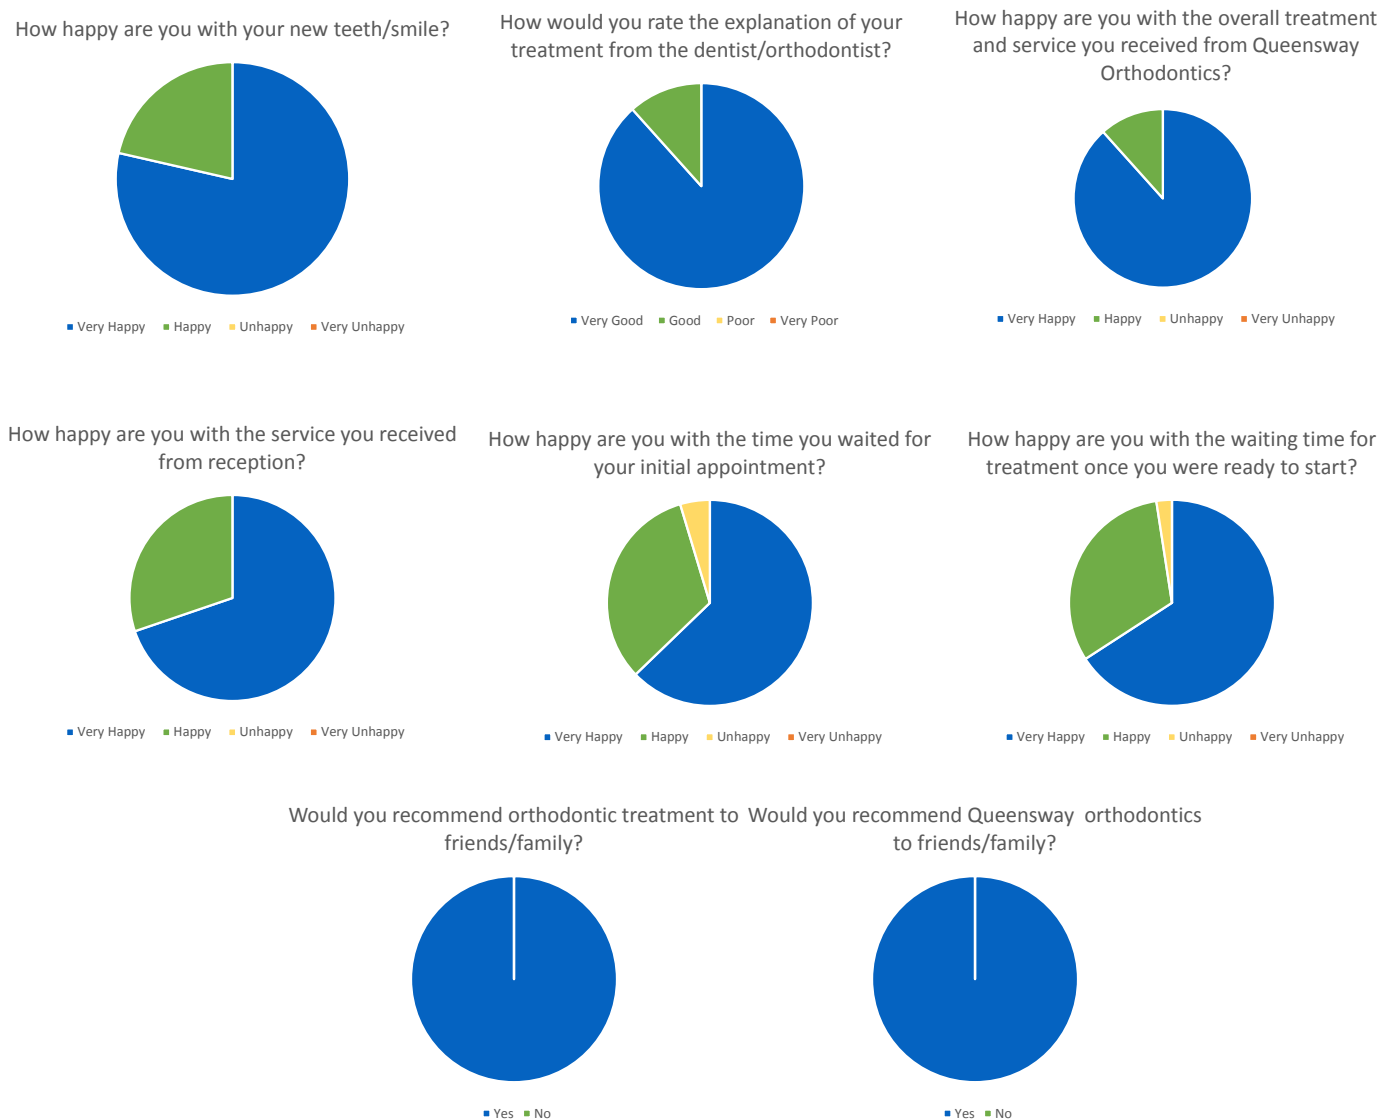 How happy are you with your new teeth/smile?
Very Happy Happy Unhappy Very Unhappy
How would you rate the explanation of your
treatment from the dentist/orthodontist?
Very Good Good Poor Very Poor
How happy are you with the overall treatment
and service you received from Queensway
Orthodontics?
Very Happy Happy Unhappy Very Unhappy
How happy are you with the service you received
from reception?
Very Happy Happy Unhappy Very Unhappy
How happy are you with the time you waited for
your initial appointment?
Very Happy Happy Unhappy Very Unhappy
How happy are you with the waiting time for
treatment once you were ready to start?
Very Happy Happy Unhappy Very Unhappy
Would you recommend orthodontic treatment to
friends/family?
Yes No
Would you recommend Queensway orthodontics
to friends/family?
Yes No